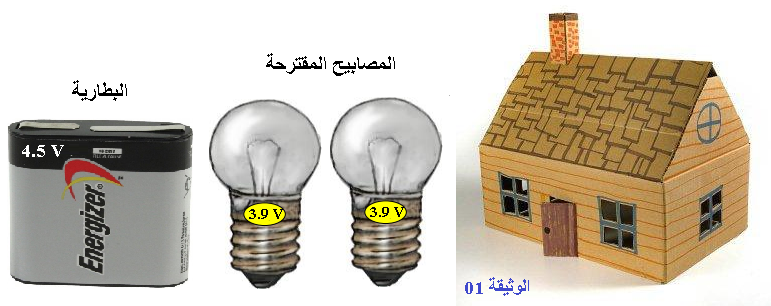 المصابيح المقترحة
البطارية
4.5 V
Energizer
3.9 V
3.9 V
الوثيقة 01